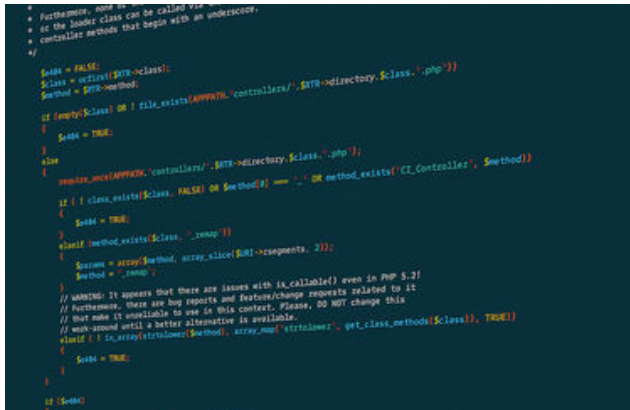 * Furthermore, none of
* or the loader class can be called via
* controller methods that begin with an underscore.
*/
$e404 = FALSE;
$class = ucfirst($RTR->class);
$method = $RTR->method;
if (empty($class) OR ! file_exists(APPPATH.'controllers/'.$RTR->directory.$class.'.php'))
{
$e404 = TRUE;
}
else
{
require_once(APPPATH.'controllers/'.$RTR->directory.$class.'.php');
if ( ! class_exists($class, FALSE) OR $method[0] === '_' OR method_exists('CI_Controller', $method))
{
$e404 = TRUE;
}
elseif (method_exists($class, '_remap'))
{
$params = array($method, array_slice($URI->rsegments, 2));
$method = '_remap';
}
// WARNING: It appears that there are issues with is_callable() even in PHP 5.2!
// Furthermore, there are bug reports and feature/change requests related to it
// that make it unreliable to use in this context. Please, DO NOT change this
// work-around until a better alternative is available.
elseif ( ! in_array(strtolower($method), array_map('strtolower', get_class_methods($class)), TRUE))
{
$e404 = TRUE;
}
}
if ($e404)